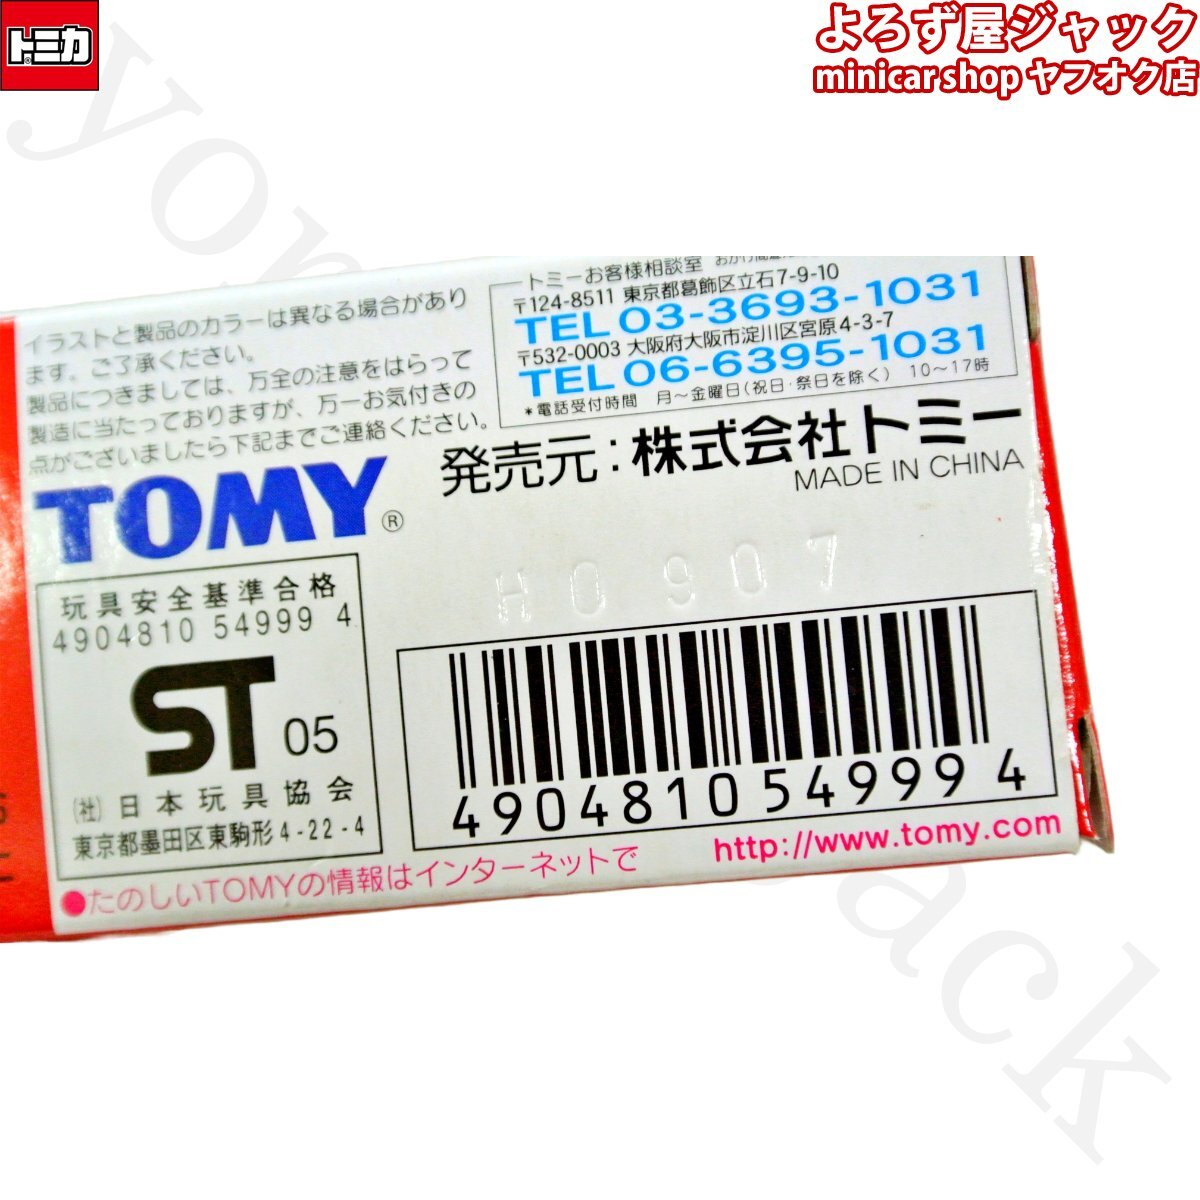 トミカ
よろず屋ジャック
minicar shop ヤフオク店
イラストと製品のカラーは異なる場合があり
ます。ご了承ください。
製品につきましては、万全の注意をはらって
製造に当たっておりますが、万一お気付きの
点がございましたら下記までご連絡ください。
トミーお客様相談室
〒124-8511 東京都葛飾区立石7-9-10
TEL 03-3693-1031
〒532-0003 大阪府大阪市淀川区宮原4-3-7
TEL 06-6395-1031
*電話受付時間 月〜金曜日(祝日・祭日を除く) 10〜17時
TOMY®
発売元:株式会社トミー
MADE IN CHINA
H0907
玩具安全基準合格
4904810 54999 4
ST 05
(社)日本玩具協会
東京都墨田区東駒形4-22-4
4904810549994
●たのしいTOMYの情報はインターネットで
http://www.tomy.com